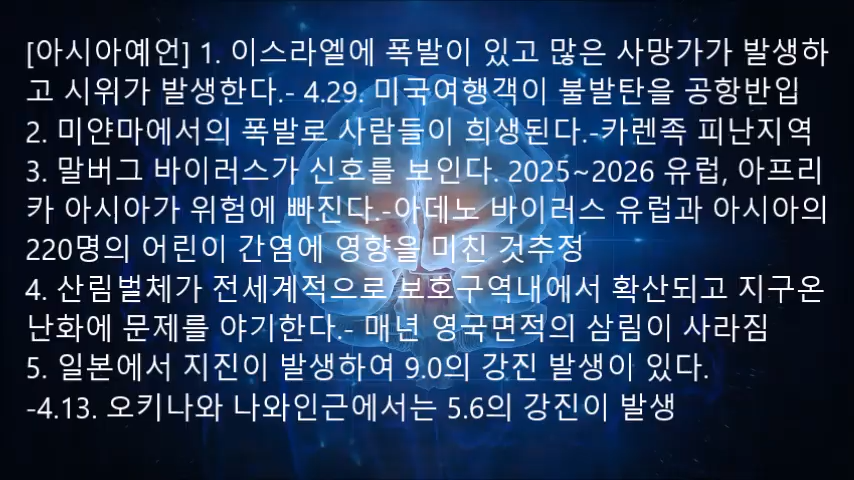 [아시아예언] 1. 이스라엘에 폭발이 있고 많은 사망가가 발생하
고 시위가 발생한다.- 4.29. 미국여행객이 불발탄을 공항반입
2. 미얀마에서의 폭발로 사람들이 희생된다.-카렌족 피난지역
3. 말버그 바이러스가 신호를 보인다. 2025~2026 유럽, 아프리
카 아시아가 위험에 빠진다.-아데노 바이러스 유럽과 아시아의
220명의 어린이 간염에 영향을 미친 것추정
4. 산림벌체가 전세계적으로 보호구역내에서 확산되고 지구온
난화에 문제를 야기한다.- 매년 영국면적의 삼림이 사라짐
5. 일본에서 지진이 발생하여 9.0의 강진 발생이 있다.
-4.13. 오키나와 나와인근에서는 5.6의 강진이 발생